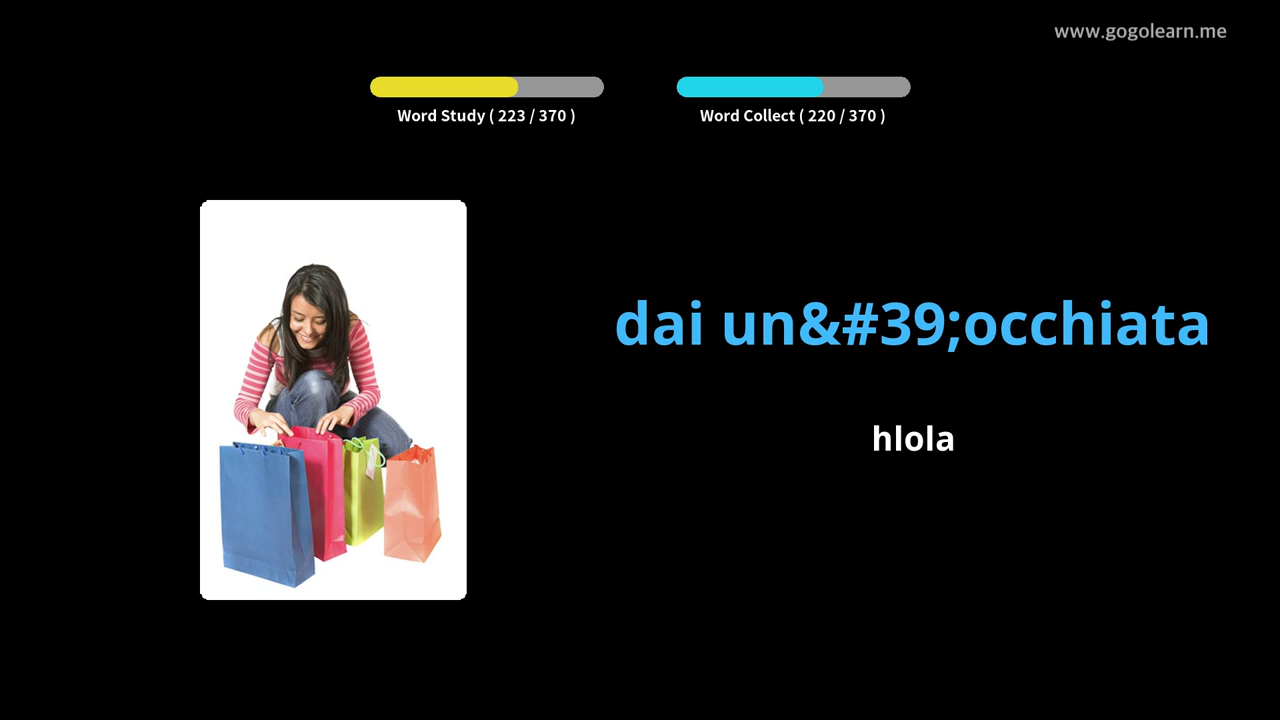 www.gogolearn.me
Word Study ( 223 / 370 )
Word Collect ( 220 / 370 )
dai un&#39;occhiata
hlola